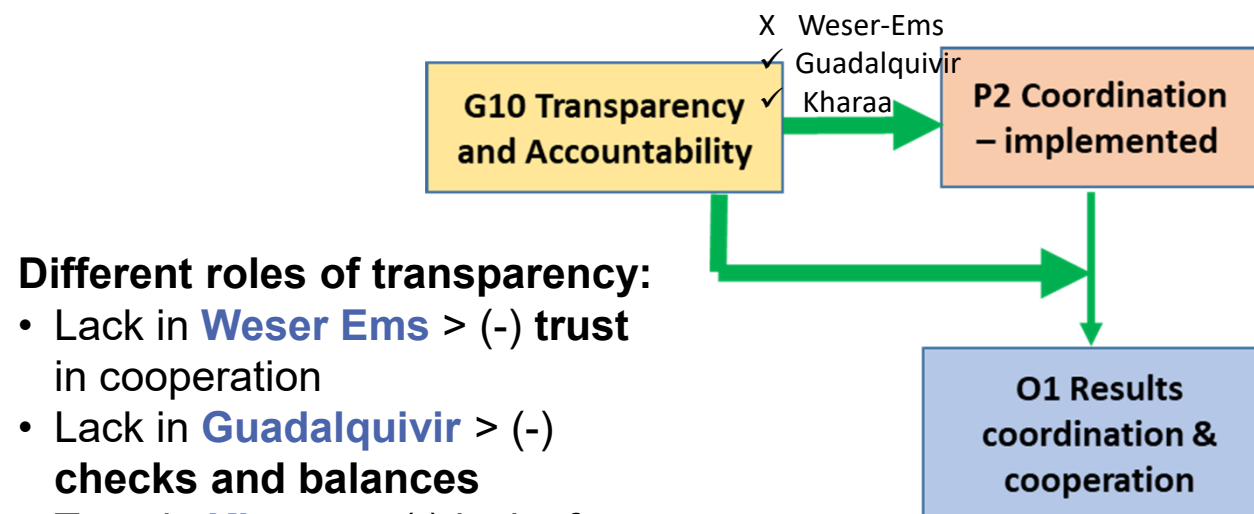 X Weser-Ems
✓ Guadalquivir
✓ Kharaa
G10 Transparency
and Accountability
P2 Coordination
– implemented
Different roles of transparency:
• Lack in Weser Ems > (-) trust
in cooperation
• Lack in Guadalquivir > (-)
checks and balances
O1 Results
coordination &
cooperation